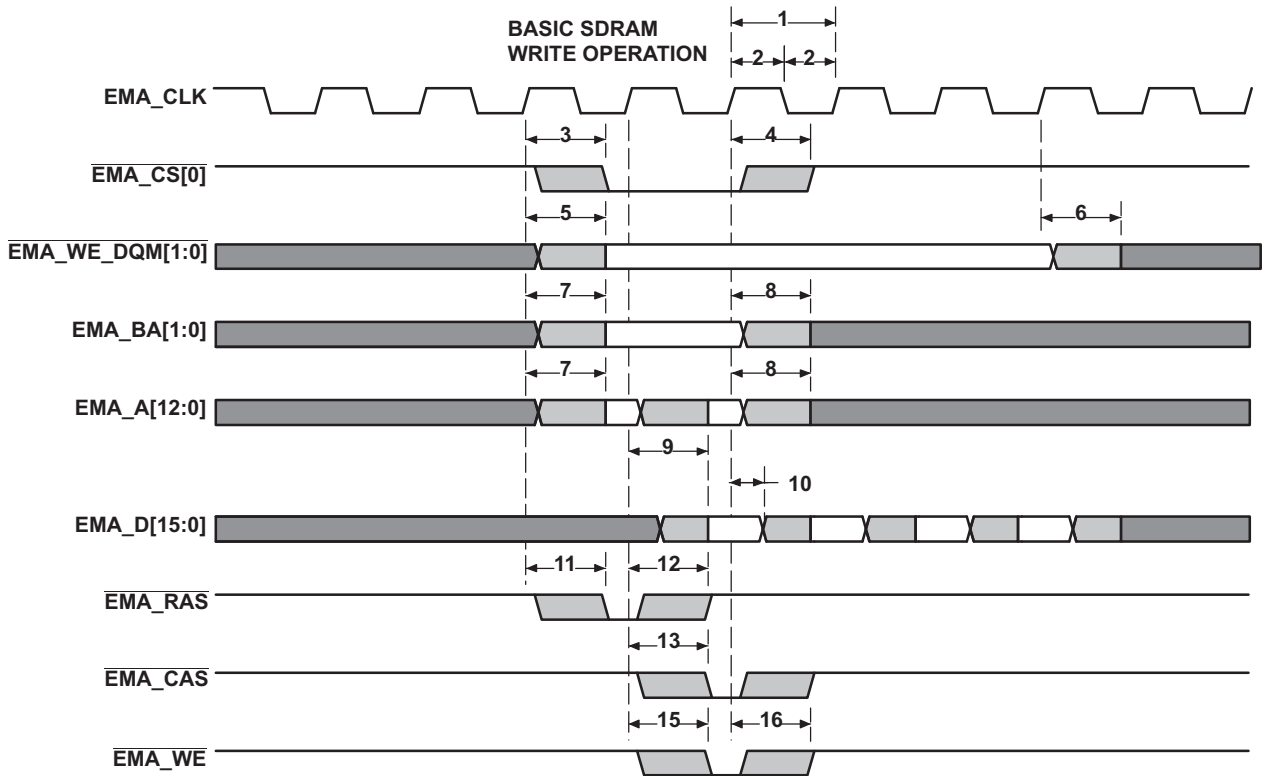 BASIC SDRAM
WRITE OPERATION
1
2 2
EMA_CLK
3 4
EMA_CS[0]
5 6
EMA_WE_DQM[1:0]
7 8
EMA_BA[1:0]
7 8
EMA_A[12:0]
9
10
EMA_D[15:0]
11 12
EMA_RAS
13
EMA_CAS
15 16
EMA_WE